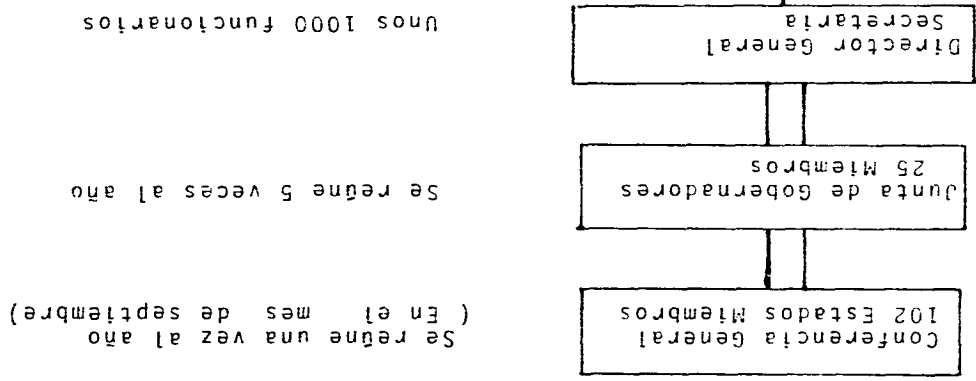 Conferencia General
102 Estados Miembros
Se reúne una vez al año
( En el mes de septiembre)
Junta de Gobernadores
25 Miembros
Se reúne 5 veces al año
Director General
Secretaria
Unos 1000 funcionarios